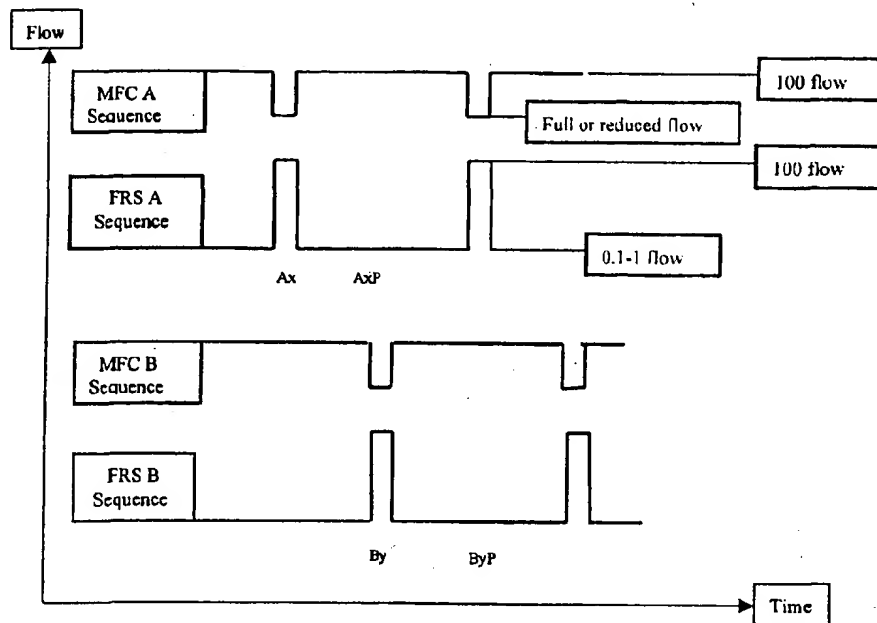 Flow
MFC A
Sequence
100 flow
Full or reduced flow
100 flow
FRS A
Sequence
0.1-1 flow
Ax AxP
MFC B
Sequence
FRS B
Sequence
By ByP
Time